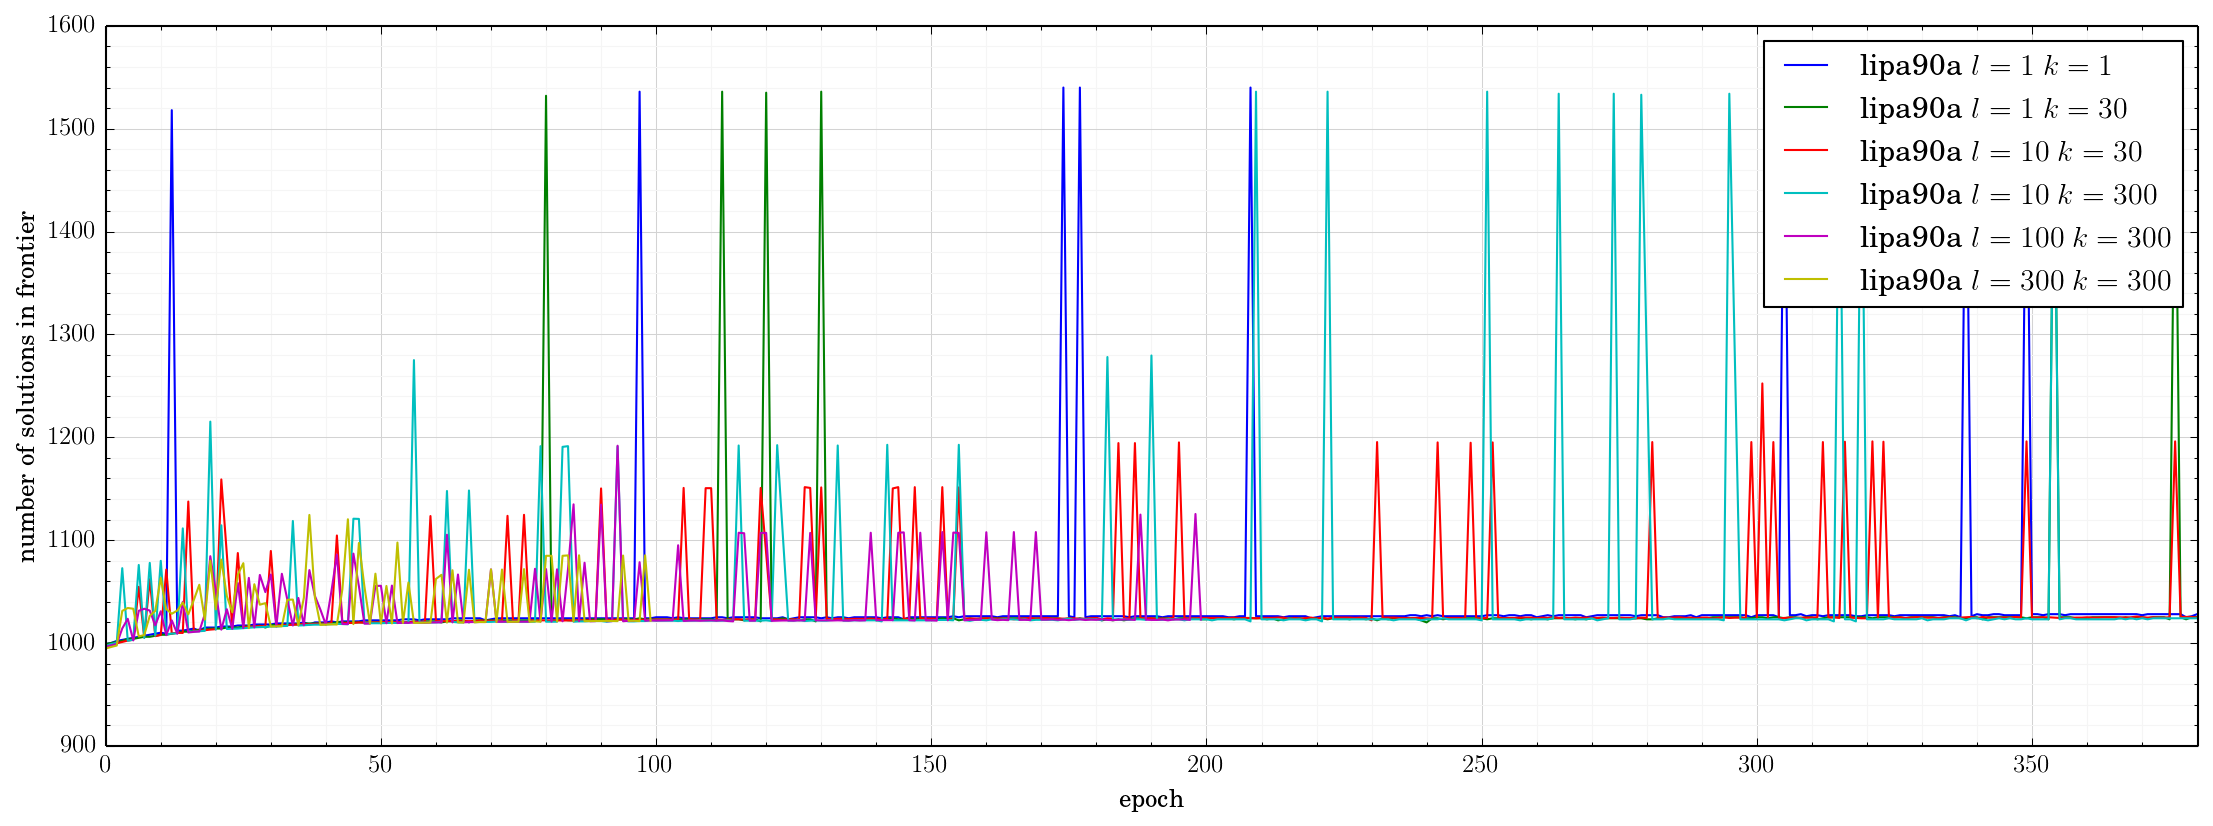 1600
1500
1400
1300
1200
1100
1000
900
number of solutions in frontier
0 50 100 150 200 250 300 350
epoch
lipa90a l = 1 k = 1
lipa90a l = 1 k = 30
lipa90a l = 10 k = 30
lipa90a l = 10 k = 300
lipa90a l = 100 k = 300
lipa90a l = 300 k = 300